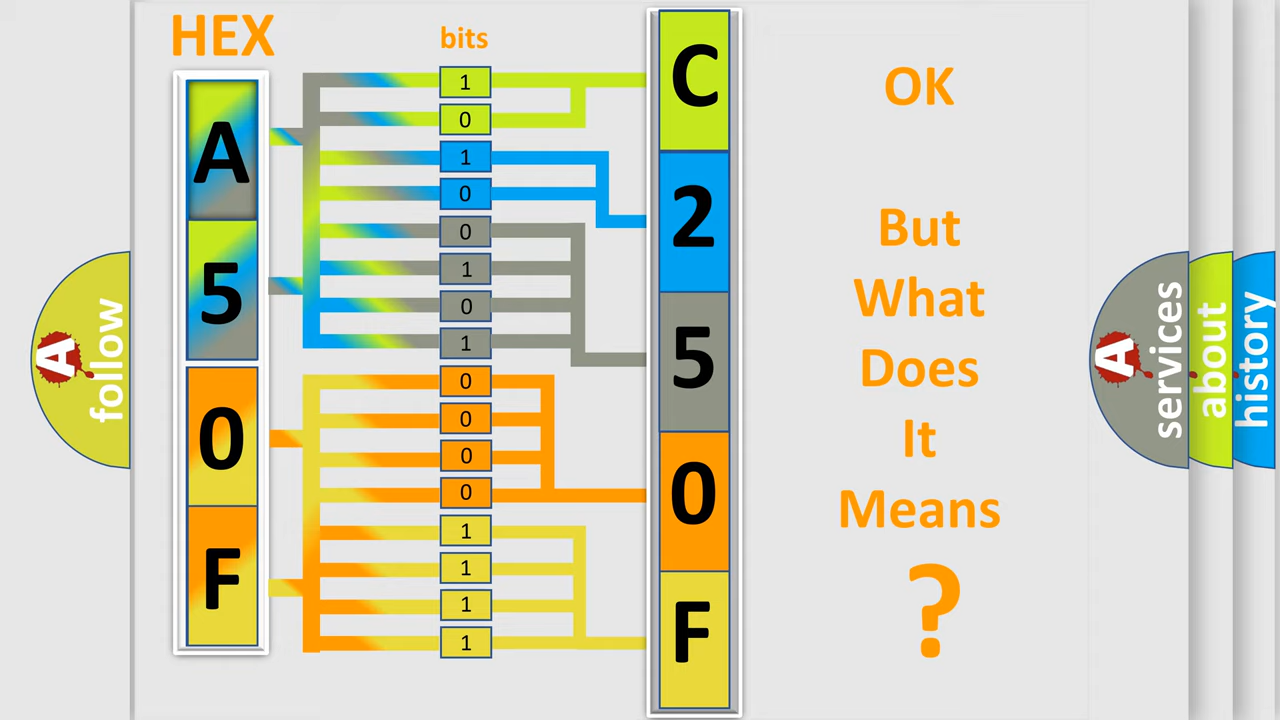 HEX
A
5
0
F
bits
1
0
1
0
0
1
0
1
0
0
0
0
1
1
1
1
C
2
5
0
F
OK
But
What
Does
It
Means
?
A
follow
A
services
about
history